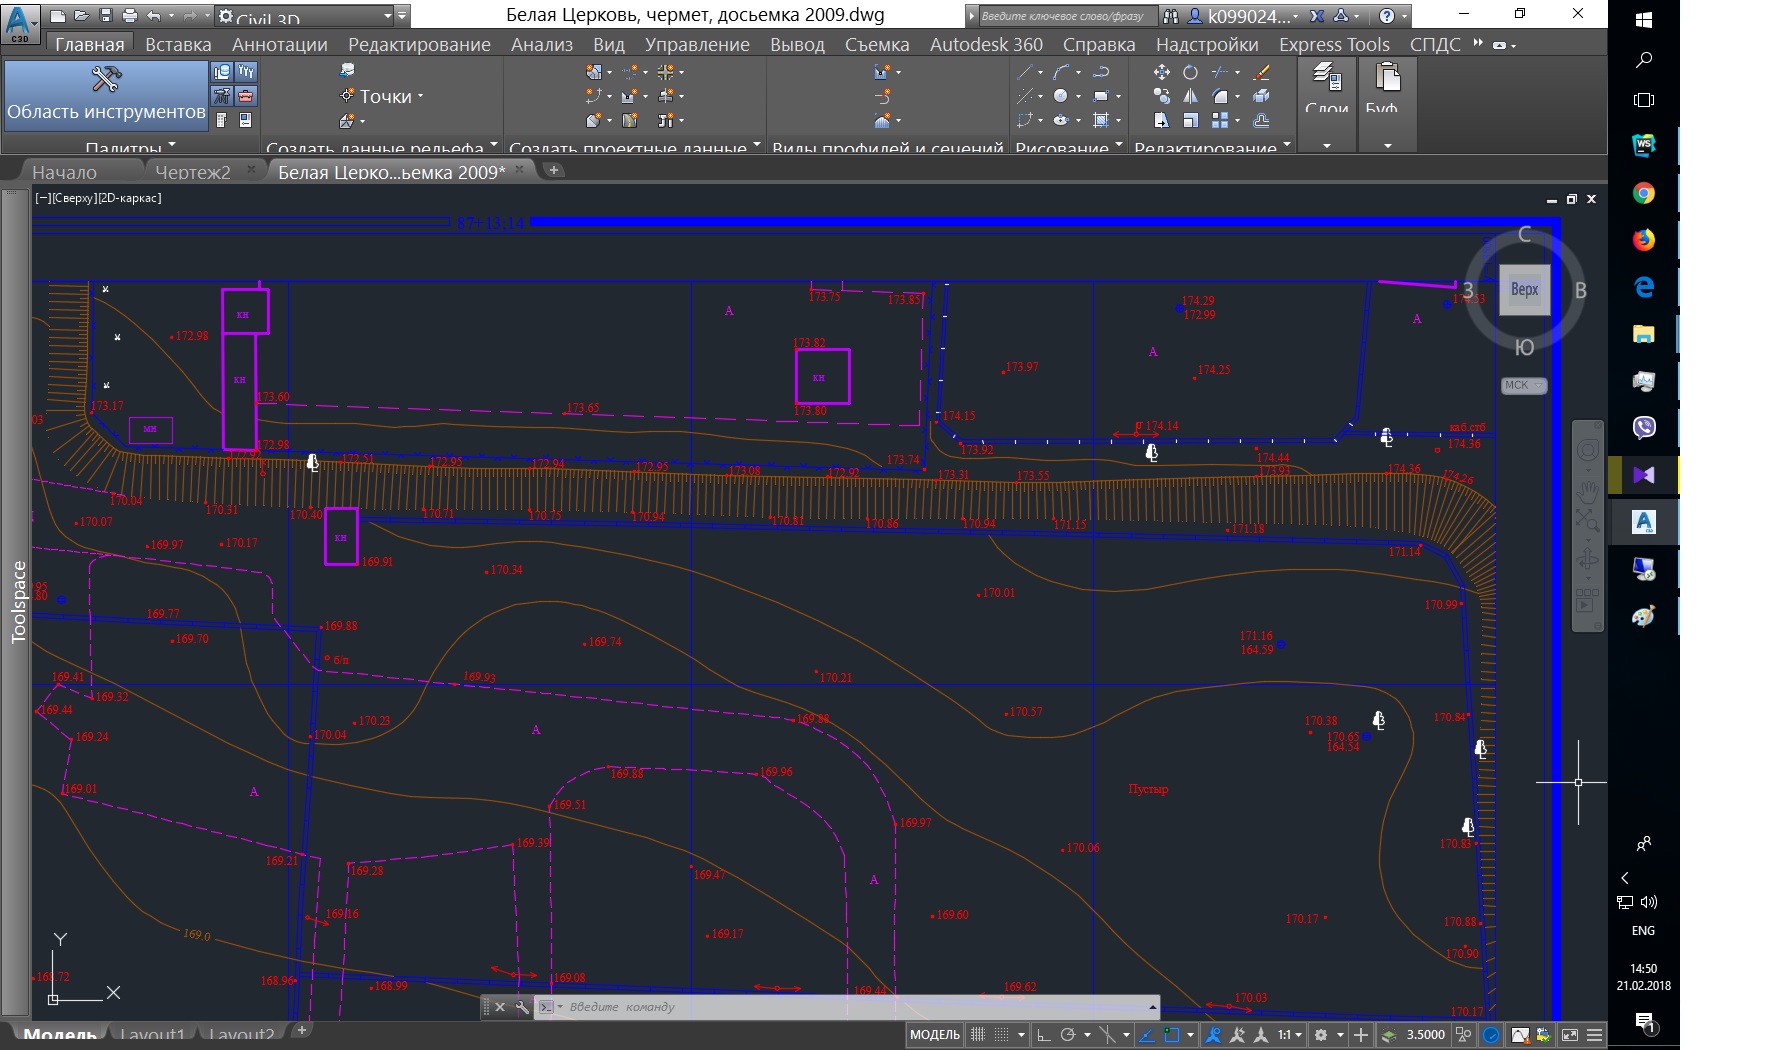 Civil 3D
Белая Церковь, чермет, досьемка 2009.dwg
Введите ключевое слово/фразу
k099024...
C3D
Главная Вставка Аннотации Редактирование Анализ Вид Управление Вывод Съемка Autodesk 360 Справка Надстройки Express Tools СПДС
Область инструментов
Точки
Слои
Буф...
Палитры
Создать данные рельефа
Создать проектные данные
Виды профилей и сечений
Рисование
Редактирование
Начало
Чертеж2
Белая Церко...ьемка 2009*
[−][Сверху][2D-каркас]
87+13,14
С
З Верх В
Ю
МСК
Toolspace
173.75 173.85
А
174.29
172.99
174.53
А
кн
172.98
173.82
А
173.97
174.25
кн
кн
173.60
173.65
173.80
173.17
03
мн
174.15
174.14
каб.стб
174.36
172.98
172.51
172.95
172.94
172.95
173.08
172.92
173.74
173.92
173.31
173.55
174.44
173.93
174.36
174.26
170.04
170.31
170.40
170.71
170.75
170.94
170.81
170.86
170.94
171.15
171.18
171.14
170.07
169.97
170.17
кн
169.91
170.34
170.01
170.99
95
80
169.77
169.88
169.70
б/п
169.74
171.16
164.59
169.41
169.93
170.21
169.32
169.44
170.23
169.88
170.57
170.38
170.84
170.65
164.54
169.24
170.04
А
169.88
169.96
169.01
А
169.51
Пустыр
169.97
169.39
170.83
169.21
169.28
170.06
169.47
А
169.16
169.60
170.17
170.88
169.0
169.17
170.90
168.72
168.96
168.99
169.08
169.44
169.62
170.03
170.17
Y
X
Введите команду
Модель Layout1 Layout2
МОДЕЛЬ
1:1
3.5000
WS
ENG
14:50
21.02.2018
1